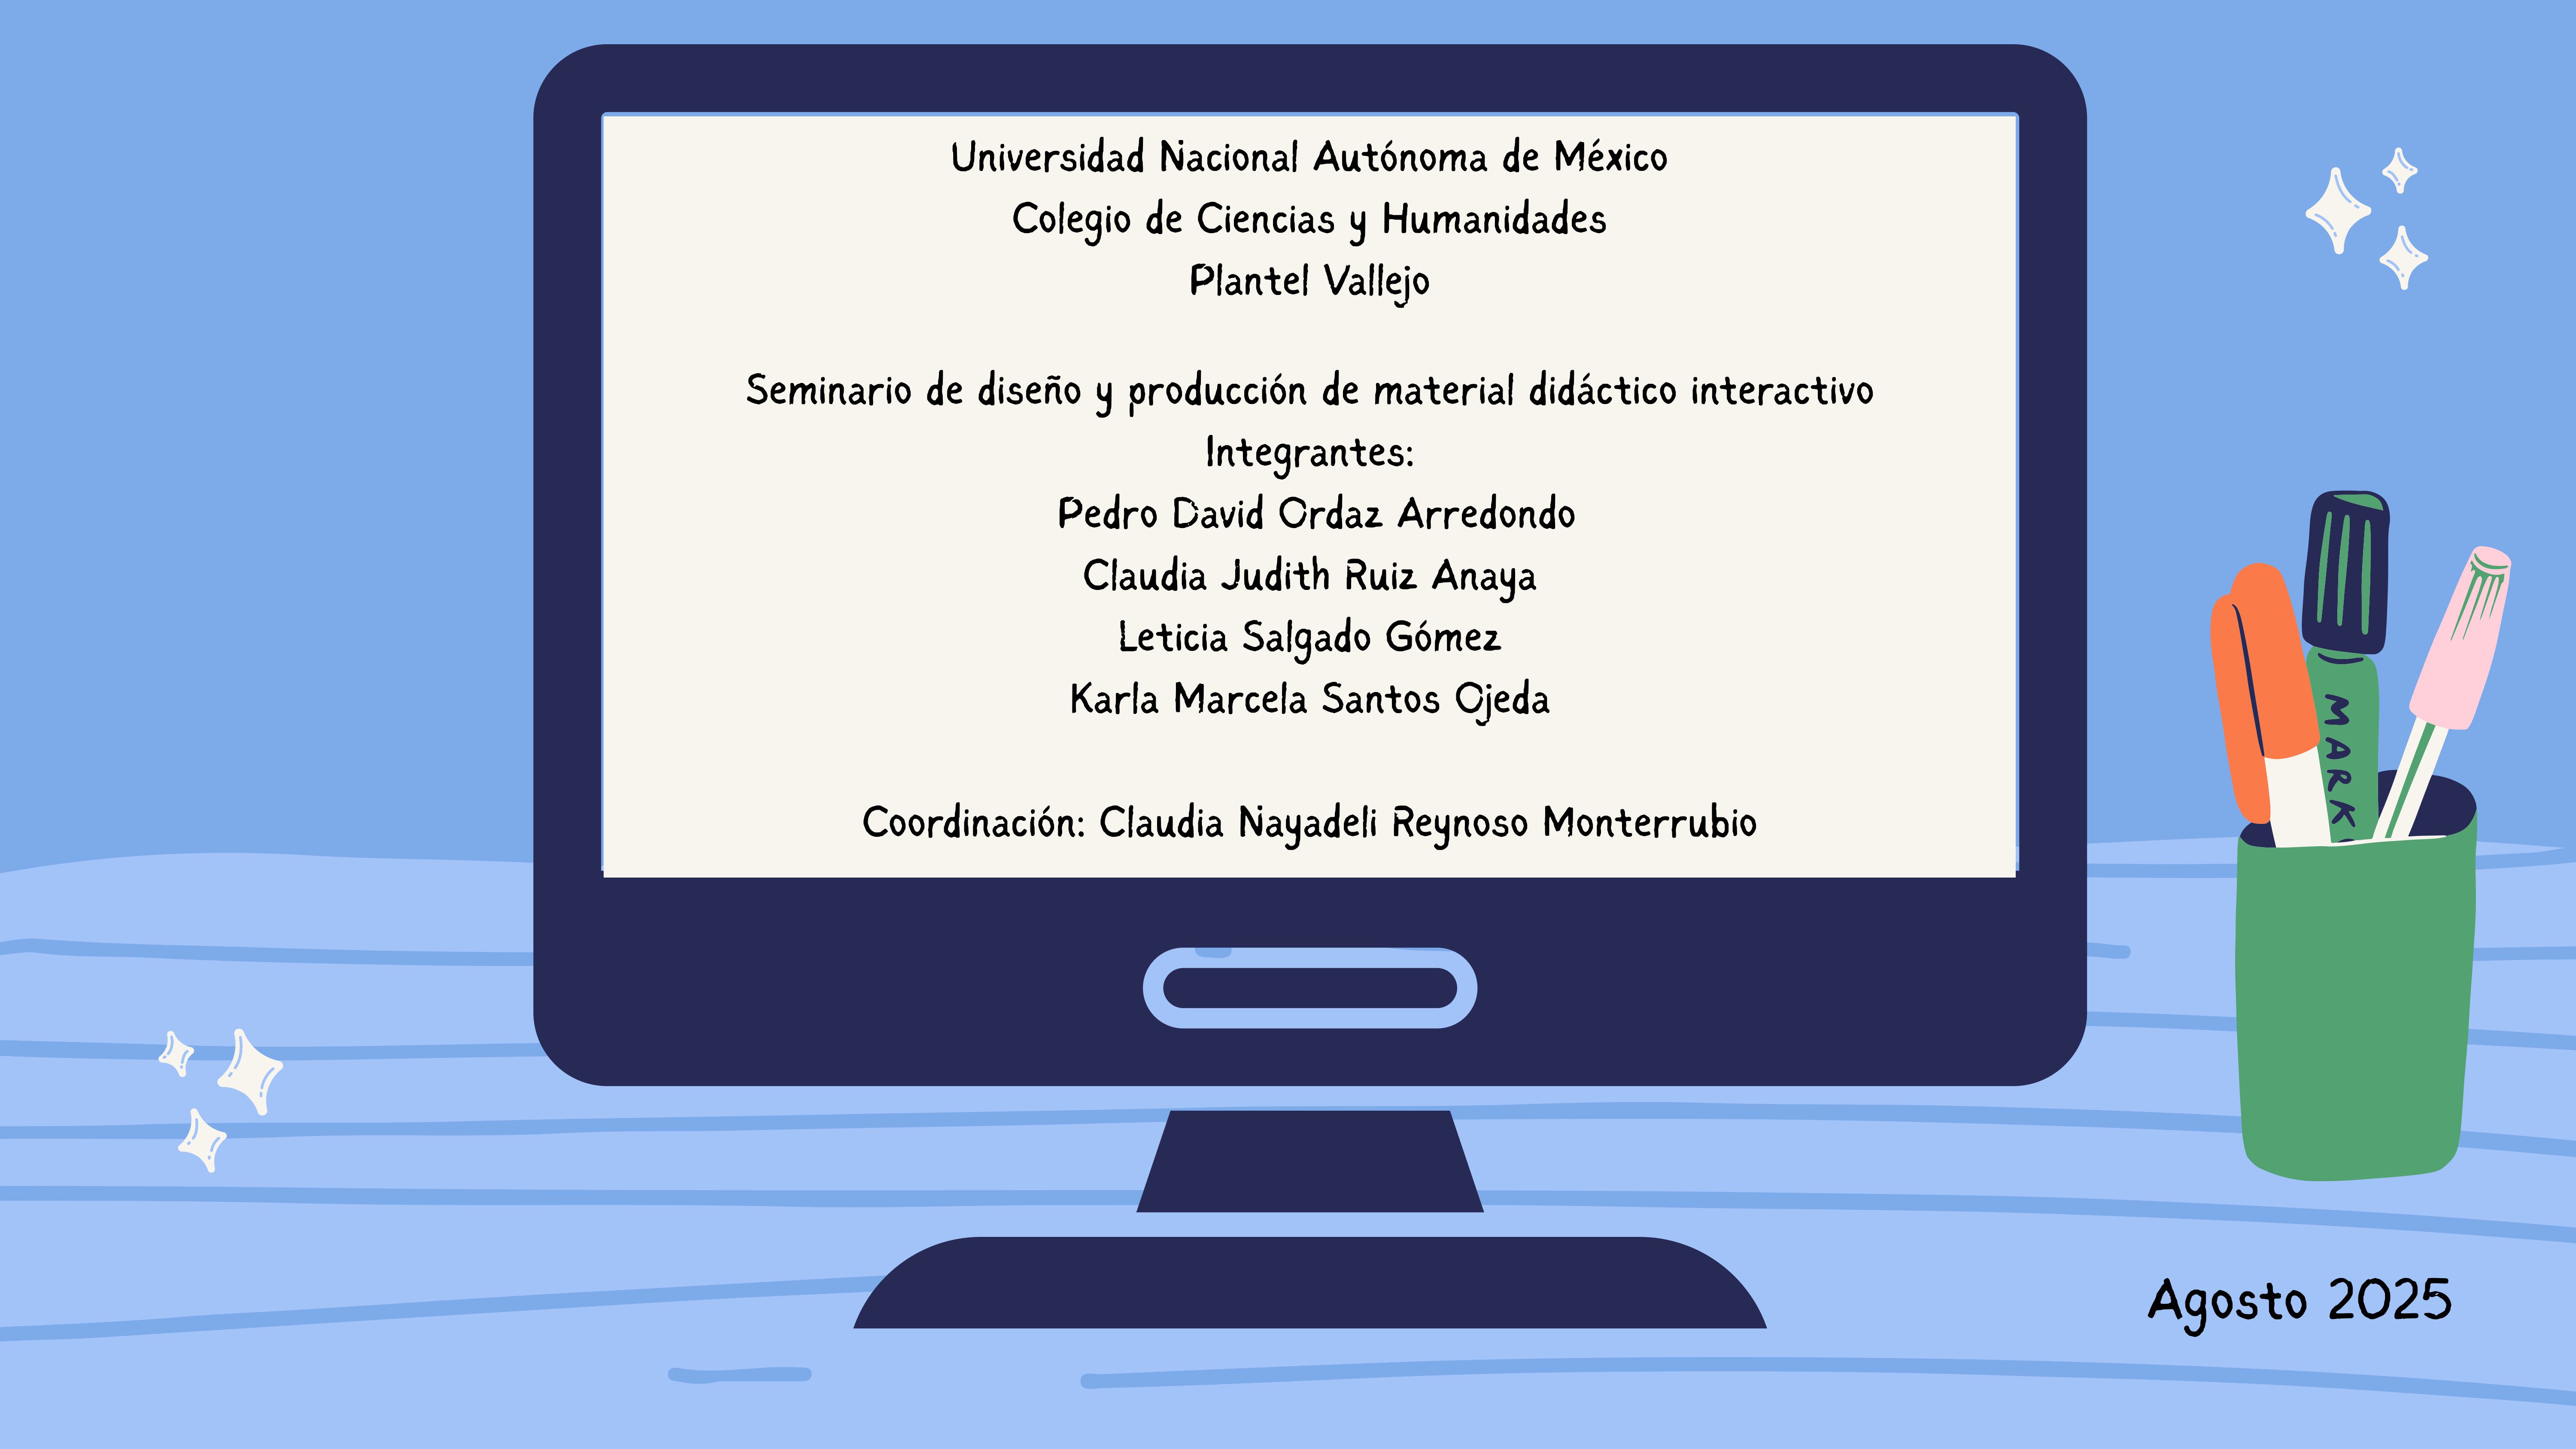 Universidad Nacional Autónoma de México
Colegio de Ciencias y Humanidades
Plantel Vallejo
Seminario de diseño y producción de material didáctico interactivo
Integrantes:
Pedro David Ordaz Arredondo
Claudia Judith Ruiz Anaya
Leticia Salgado Gómez
Karla Marcela Santos Ojeda
Coordinación: Claudia Nayadeli Reynoso Monterrubio
MARK
Agosto 2025